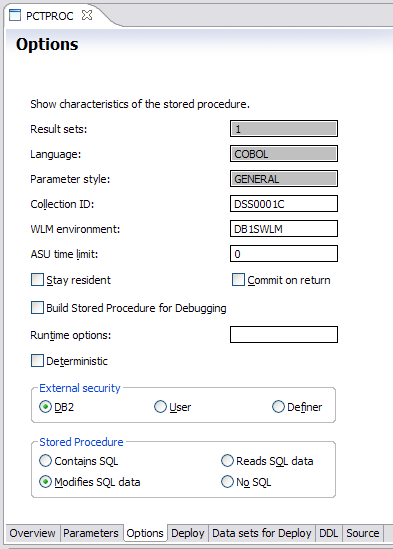 PCTPROC
Options
Show characteristics of the stored procedure.
Result sets: 1
Language: COBOL
Parameter style: GENERAL
Collection ID: DSS0001C
WLM environment: DB1SWLM
ASU time limit: 0
Stay resident Commit on return
Build Stored Procedure for Debugging
Runtime options:
Deterministic
External security
DB2 User Definer
Stored Procedure
Contains SQL Reads SQL data
Modifies SQL data No SQL
Overview Parameters Options Deploy Data sets for Deploy DDL Source